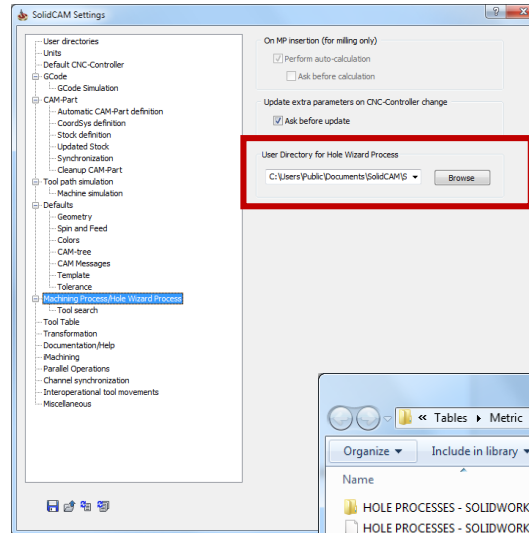 SolidCAM Settings
User directories
Units
Default CNC-Controller
GCode
GCode Simulation
CAM-Part
Automatic CAM-Part definition
CoordSys definition
Stock definition
Updated Stock
Synchronization
Cleanup CAM-Part
Tool path simulation
Machine simulation
Defaults
Geometry
Spin and Feed
Colors
CAM-tree
CAM Messages
Template
Tolerance
Machining Process/Hole Wizard Process
Tool search
Tool Table
Transformation
Documentation/Help
iMachining
Parallel Operations
Channel synchronization
Interoperational tool movements
Miscellaneous
On MP insertion (for milling only)
Perform auto-calculation
Ask before calculation
Update extra parameters on CNC-Controller change
Ask before update
User Directory for Hole Wizard Process
C:\Users\Public\Documents\SolidCAM\S Browse
« Tables Metric
Organize Include in library
Name
HOLE PROCESSES - SOLIDWORK
HOLE PROCESSES - SOLIDWORK